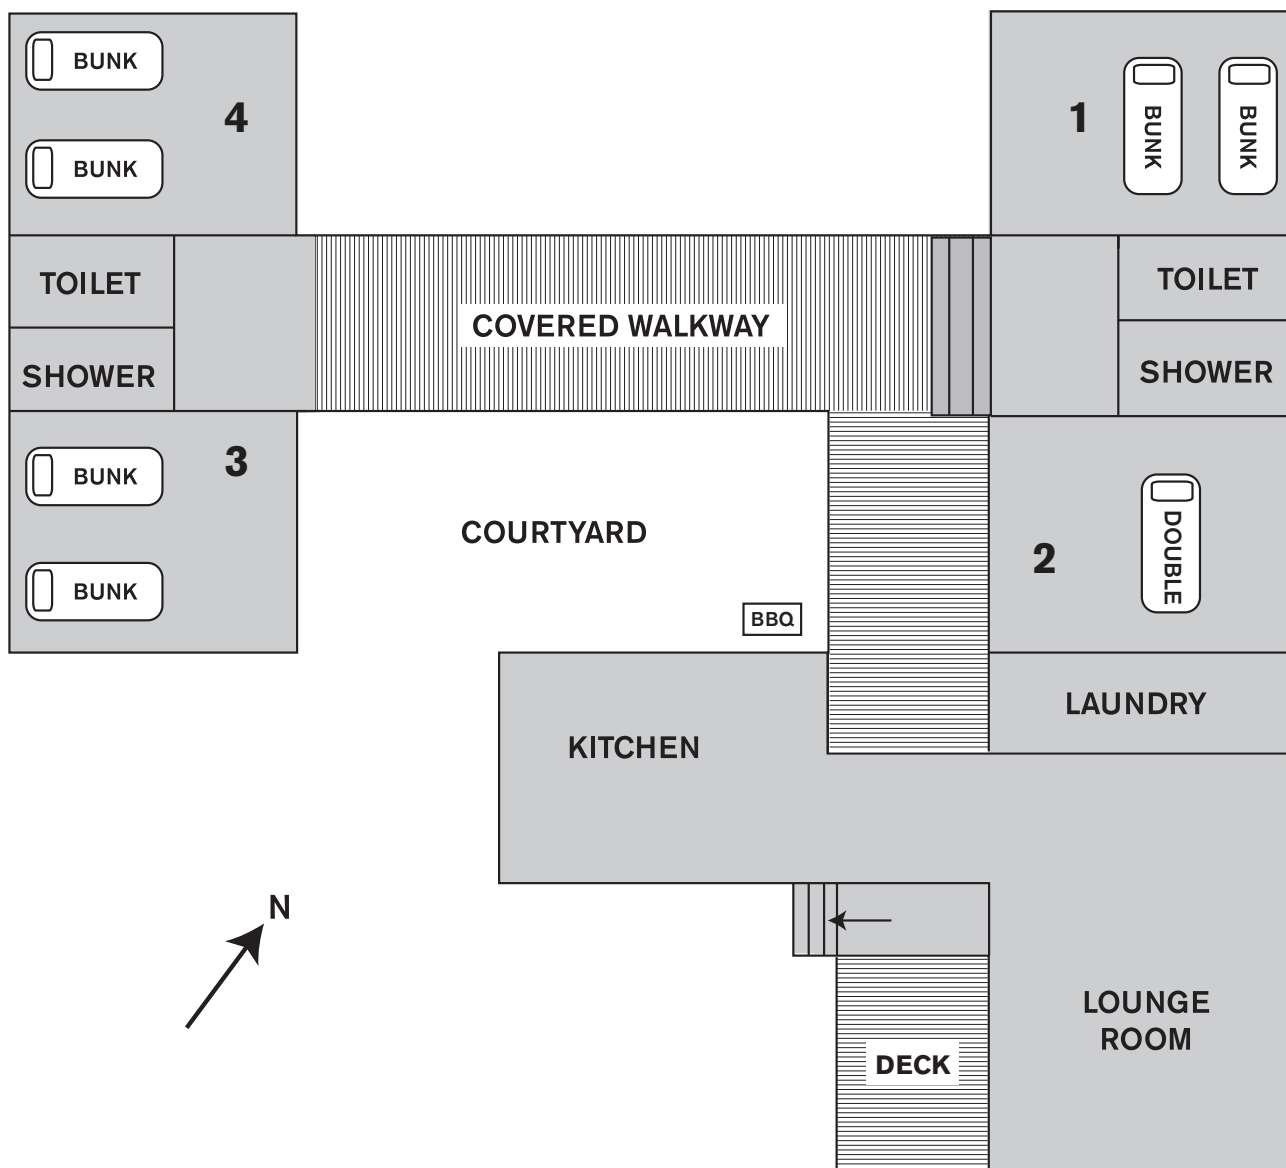 BUNK
4
BUNK
1
BUNK
BUNK
TOILET
SHOWER
COVERED WALKWAY
TOILET
SHOWER
BUNK
3
BUNK
COURTYARD
BBQ
2
DOUBLE
KITCHEN
LAUNDRY
N
LOUNGE
ROOM
DECK